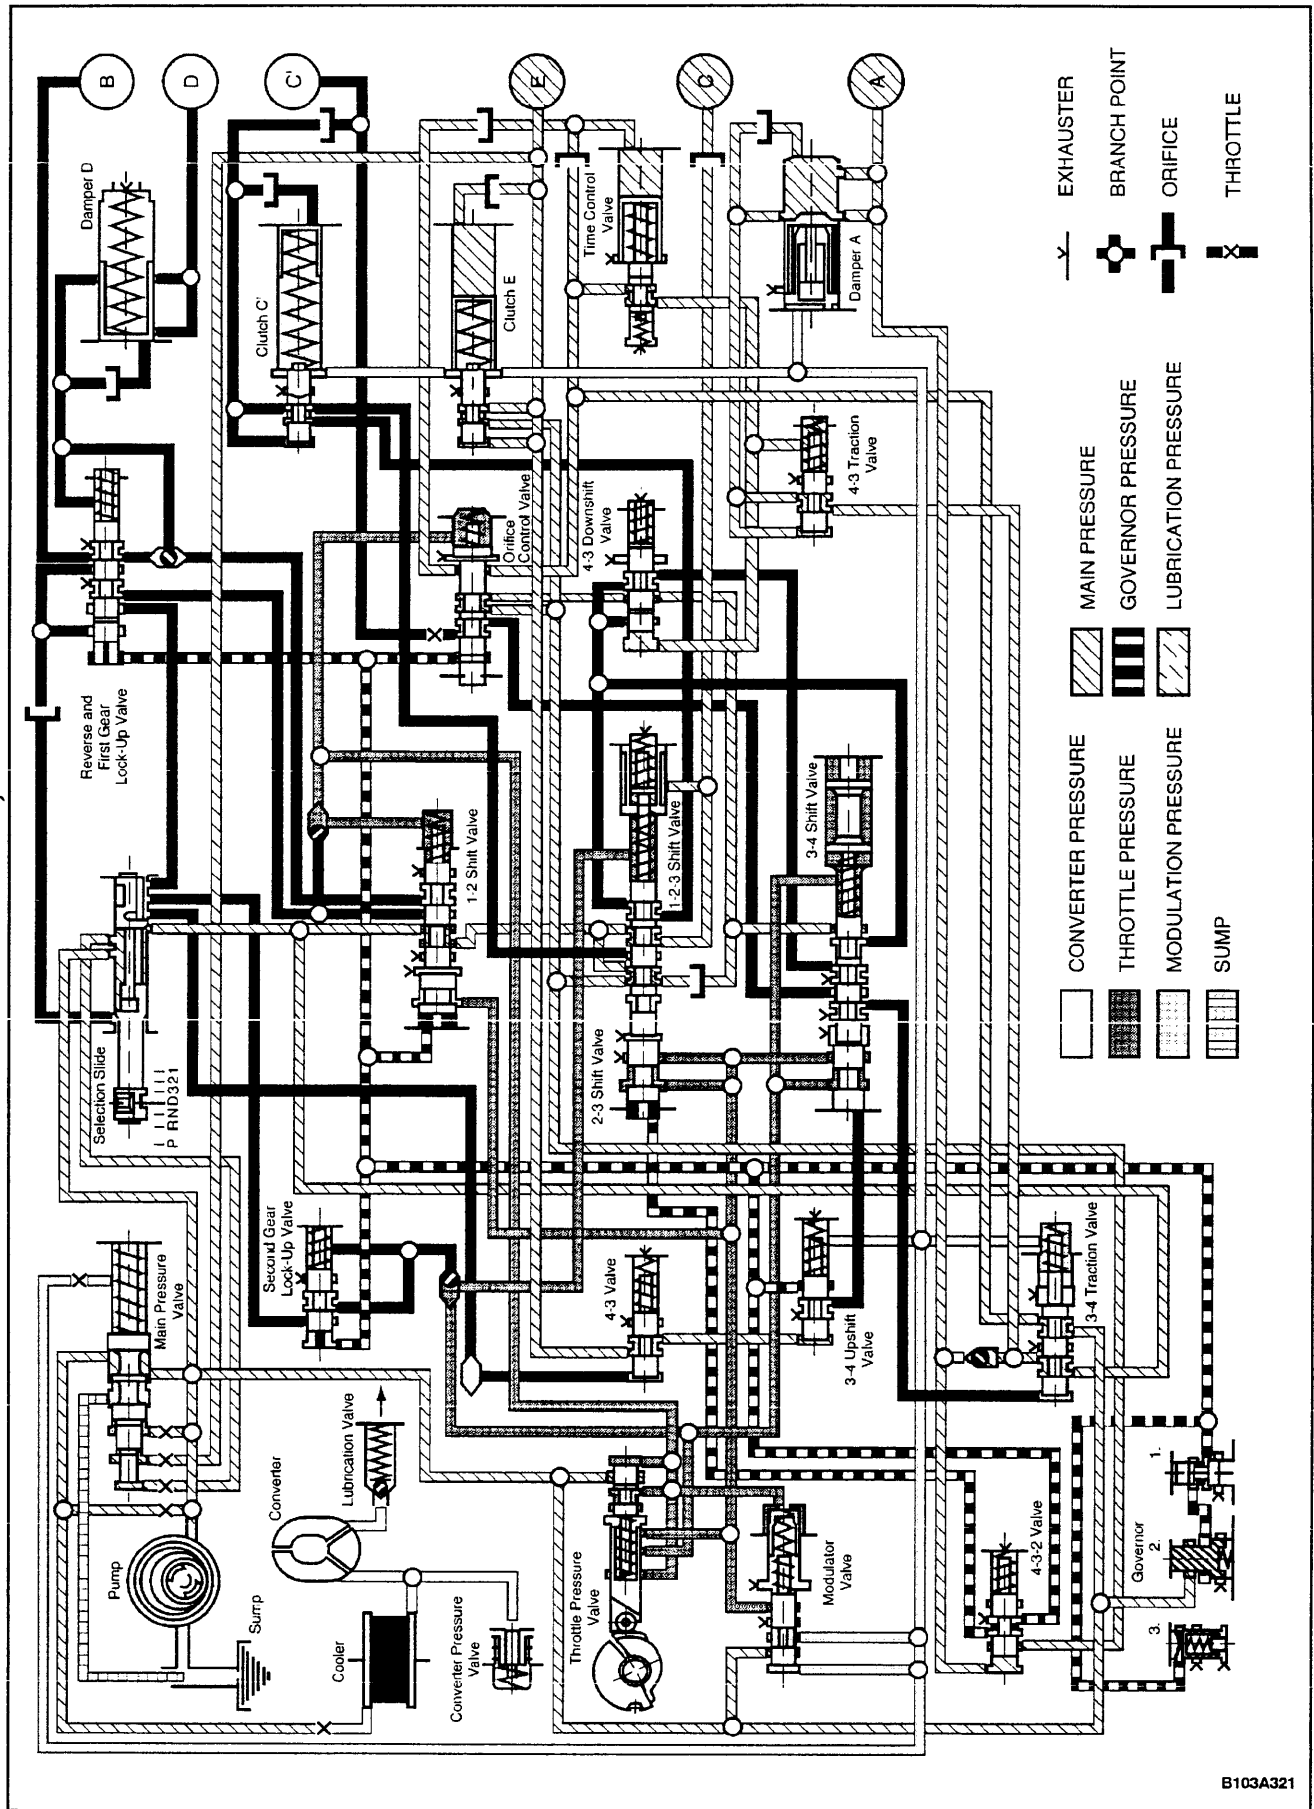 B
D
C'
E
C
A
Damper D
Clutch C'
Clutch E
Time Control
Valve
Damper A
Reverse and
First Gear
Lock-Up Valve
Orifice
Control Valve
4-3 Downshift
Valve
4-3 Traction
Valve
Selection Slide
P RND321
1-2 Shift Valve
1-2-3 Shift Valve
2-3 Shift Valve
3-4 Shift Valve
Main Pressure
Valve
Second Gear
Lock-Up Valve
4-3 Valve
3-4 Upshift
Valve
3-4 Traction Valve
Pump
Sump
Converter
Lubrication Valve
Cooler
Converter Pressure
Valve
Throttle Pressure
Valve
Modulator
Valve
4-3-2 Valve
Governor
1.
2.
3.
CONVERTER PRESSURE
THROTTLE PRESSURE
MODULATION PRESSURE
SUMP
MAIN PRESSURE
GOVERNOR PRESSURE
LUBRICATION PRESSURE
EXHAUSTER
BRANCH POINT
ORIFICE
THROTTLE
B103A321